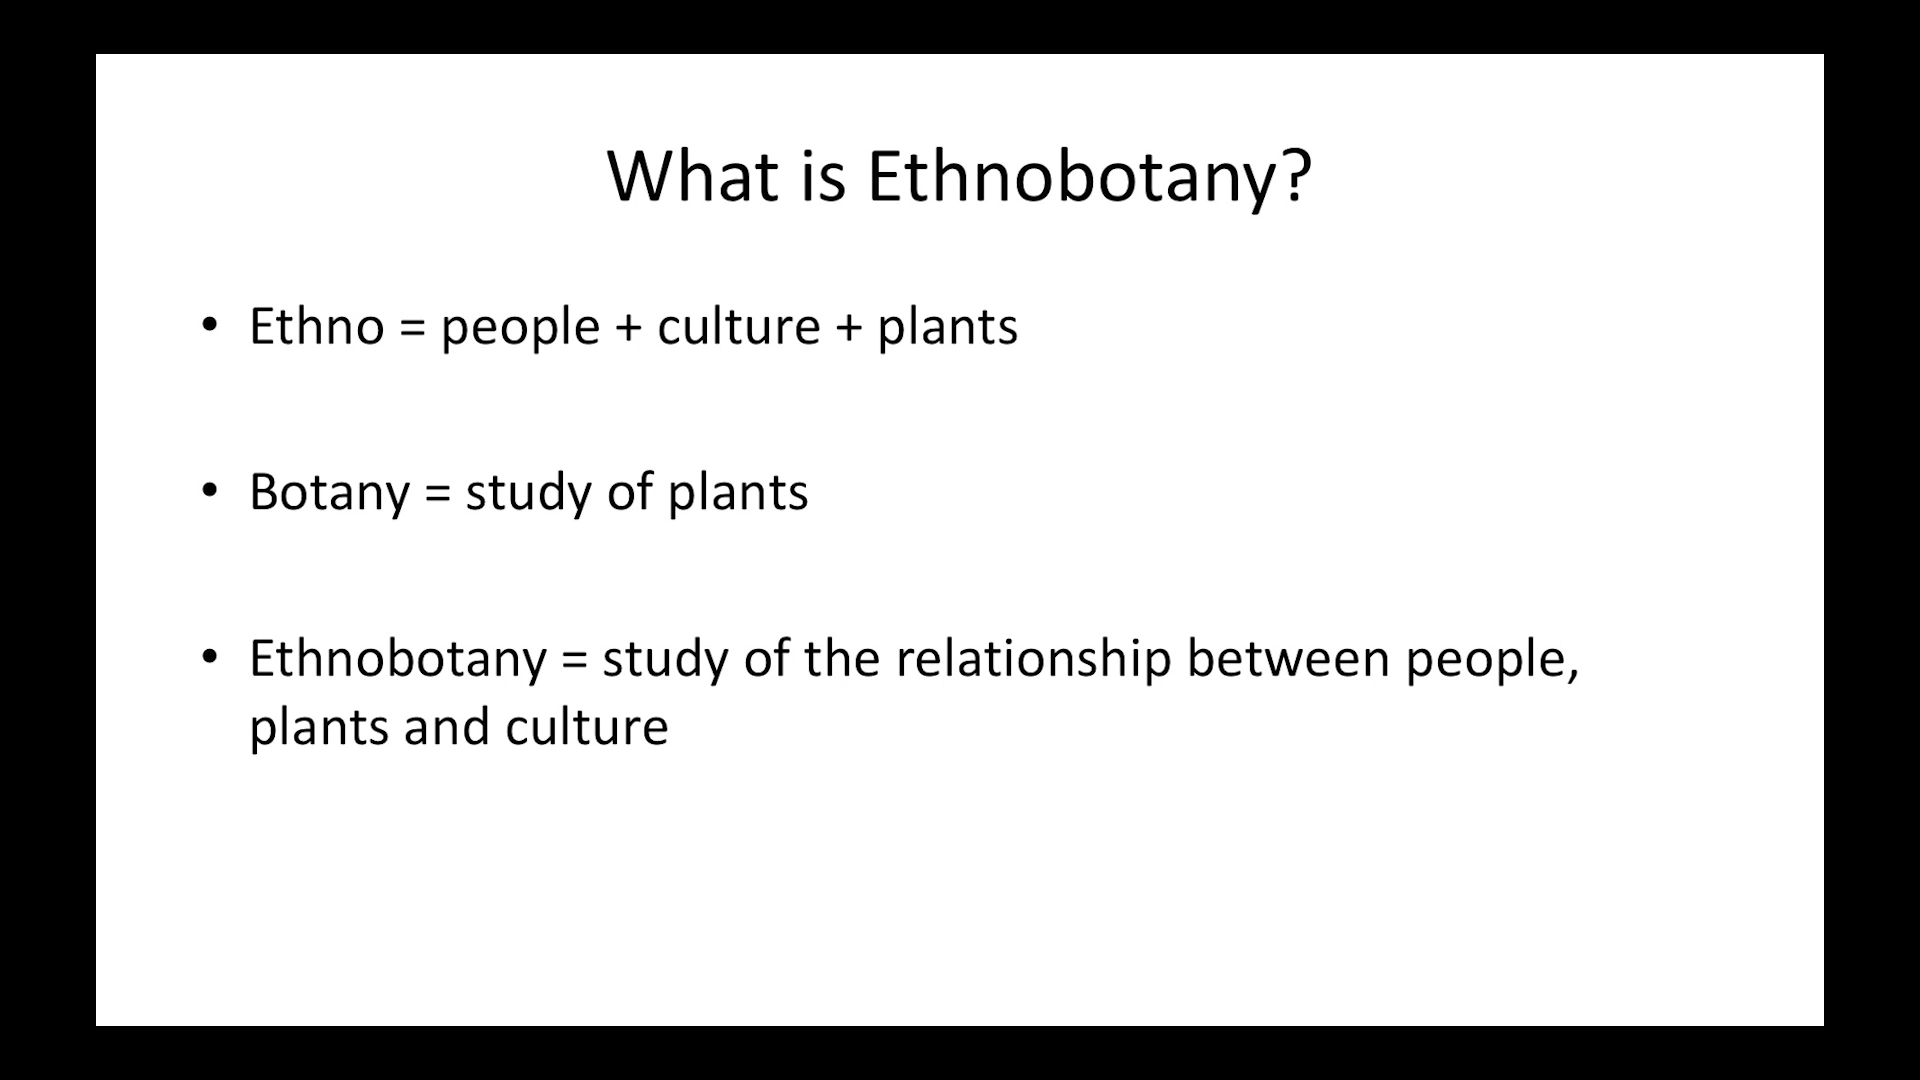 What is Ethnobotany?
• Ethno = people + culture + plants
• Botany = study of plants
• Ethnobotany = study of the relationship between people,
plants and culture